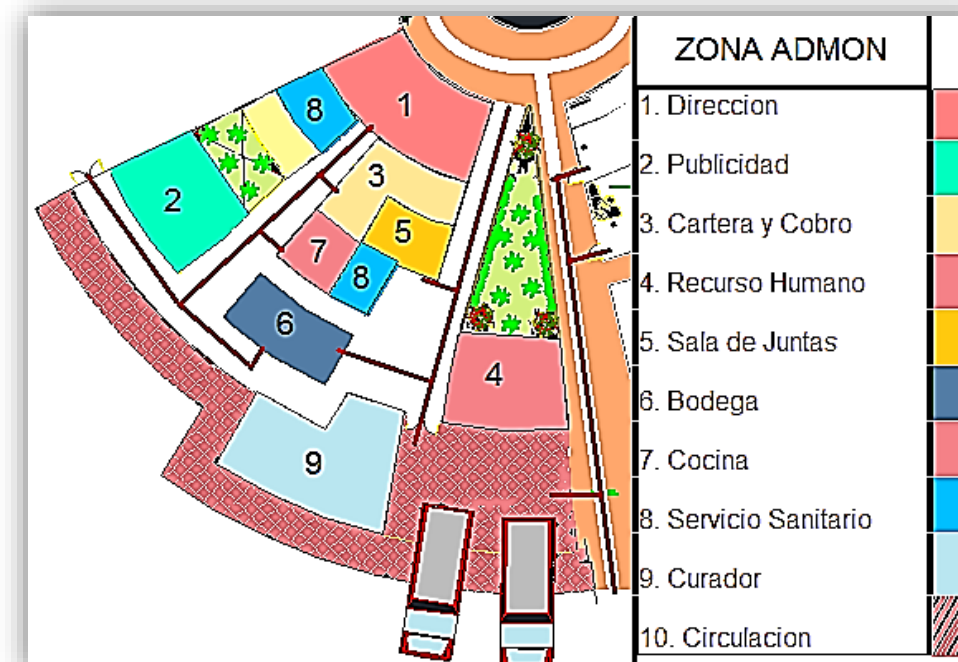 ZONA ADMON
1. Direccion
2. Publicidad
3. Cartera y Cobro
4. Recurso Humano
5. Sala de Juntas
6. Bodega
7. Cocina
8. Servicio Sanitario
9. Curador
10. Circulacion
8
1
2
3
5
7
8
6
4
9